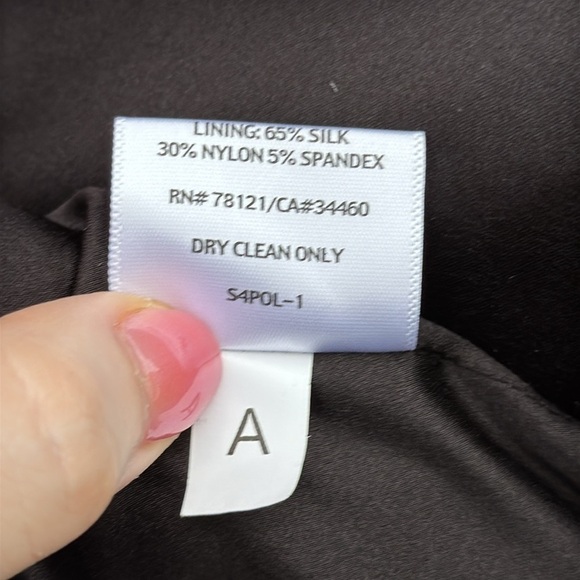 LINING: 65% SILK
30% NYLON 5% SPANDEX
RN# 78121/CA#34460
DRY CLEAN ONLY
S4POL-1
A